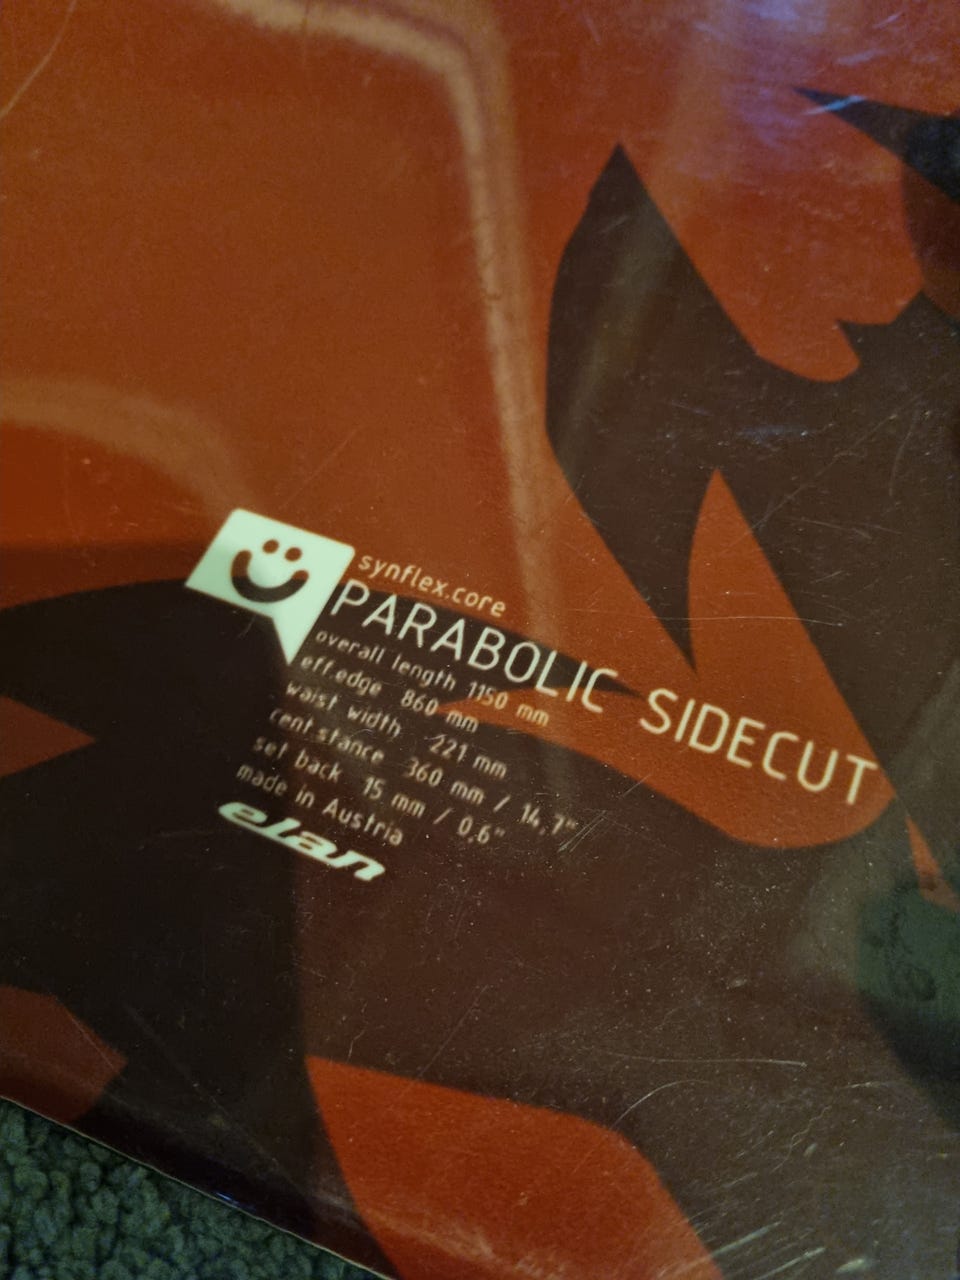 synflex.core
PARABOLIC SIDECUT
overall length 1150 mm
eff.edge 860 mm
waist width 221 mm
cent.stance 360 mm / 14,7"
set back 15 mm / 0,6"
made in Austria
elan